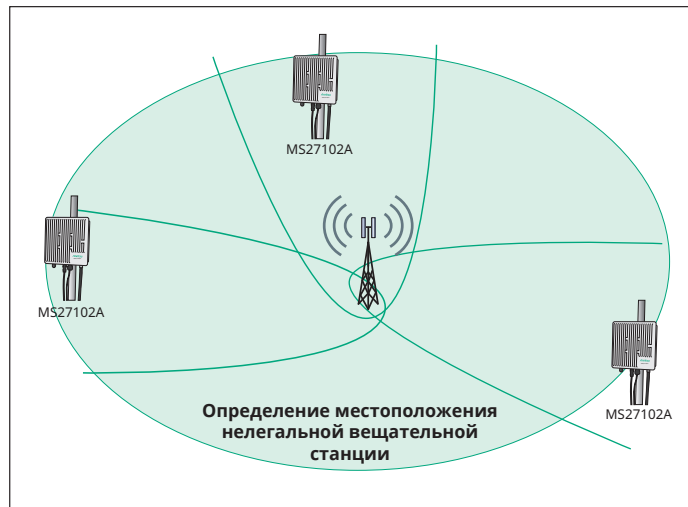 MS27102A
MS27102A
MS27102A
Определение местоположения
нелегальной вещательной
станции